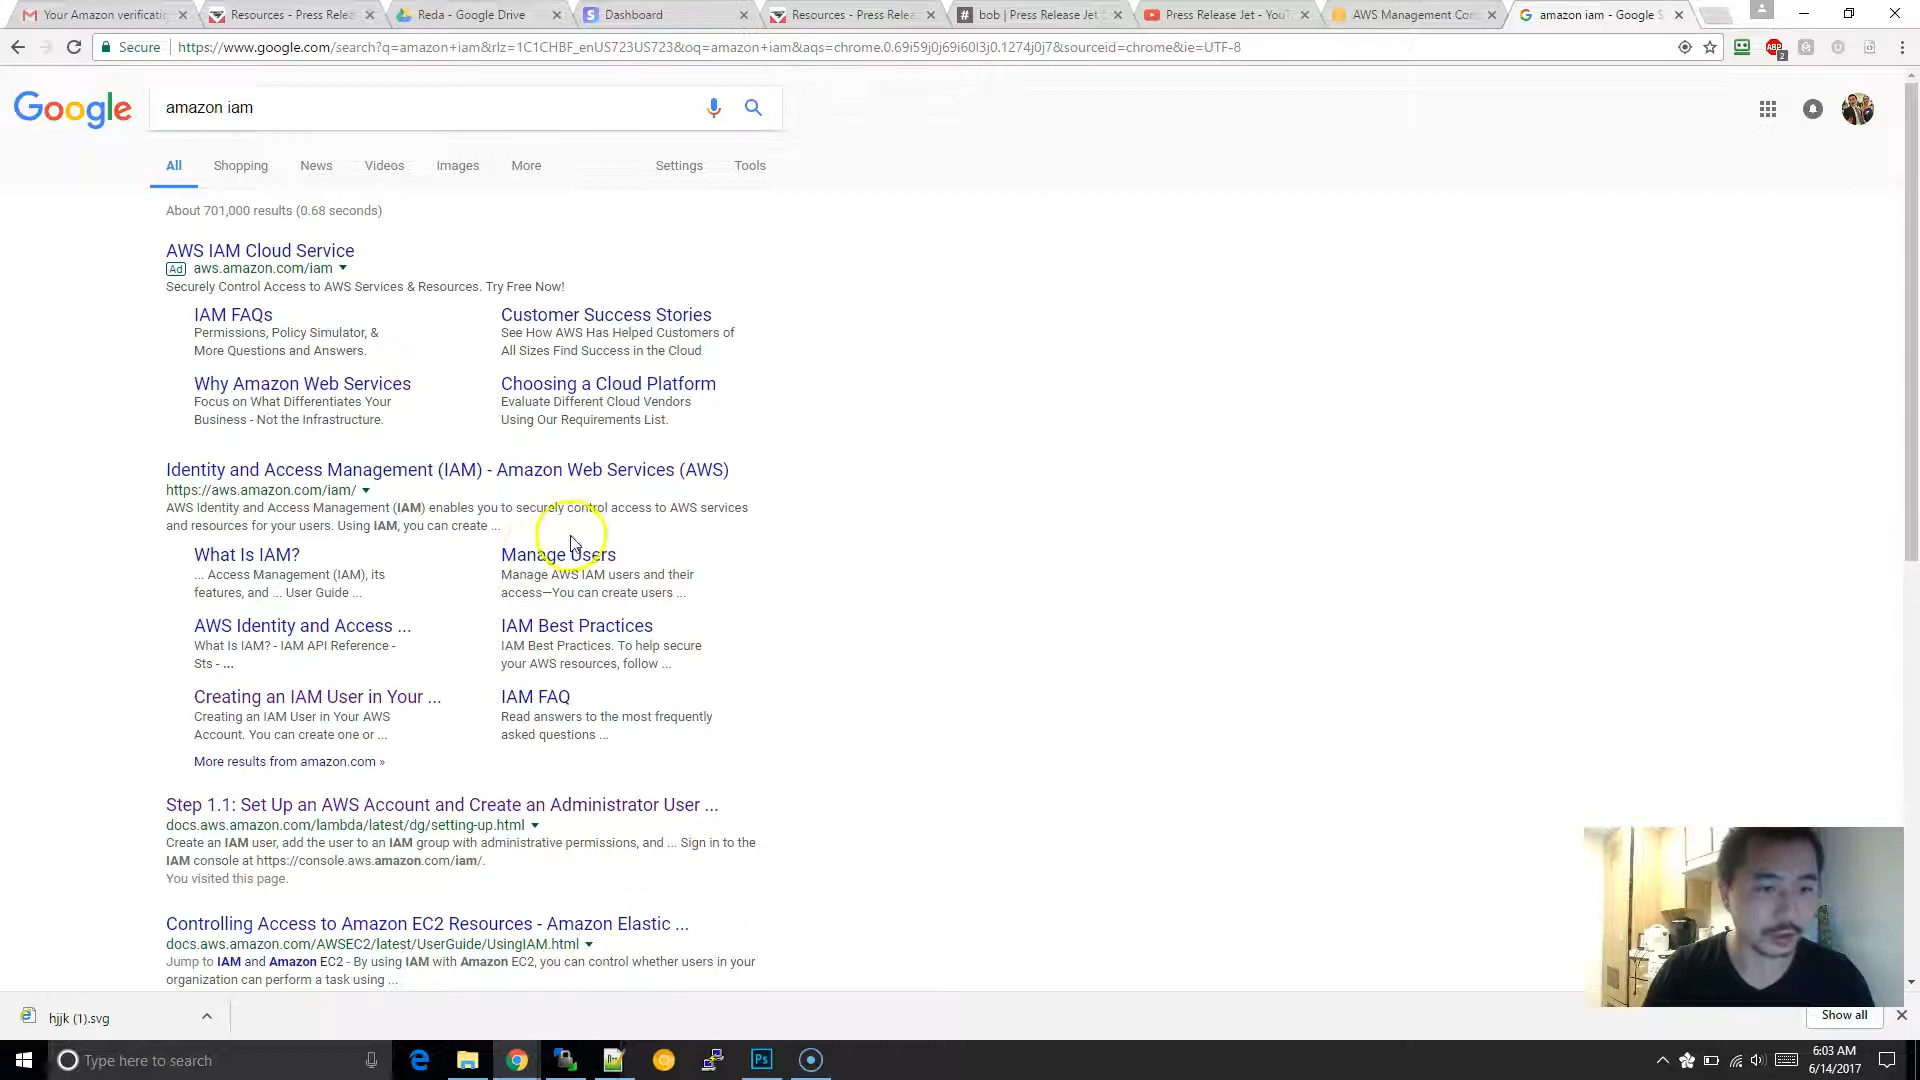 Your Amazon verificati
Resources - Press Relea
Reda - Google Drive
Dashboard
Resources - Press Relea
bob | Press Release Jet
Press Release Jet - YouT
AWS Management Con
amazon iam - Google S
Secure
https://www.google.com/search?q=amazon+iam&rlz=1C1CHBF_enUS723US723&oq=amazon+iam&aqs=chrome.0.69i59j0j69i60l3j0.1274j0j7&sourceid=chrome&ie=UTF-8
ABP
2
Google
amazon iam
All
Shopping
News
Videos
Images
More
Settings
Tools
About 701,000 results (0.68 seconds)
AWS IAM Cloud Service
Ad aws.amazon.com/iam
Securely Control Access to AWS Services & Resources. Try Free Now!
IAM FAQs
Permissions, Policy Simulator, &
More Questions and Answers.
Customer Success Stories
See How AWS Has Helped Customers of
All Sizes Find Success in the Cloud
Why Amazon Web Services
Focus on What Differentiates Your
Business - Not the Infrastructure.
Choosing a Cloud Platform
Evaluate Different Cloud Vendors
Using Our Requirements List.
Identity and Access Management (IAM) - Amazon Web Services (AWS)
https://aws.amazon.com/iam/
AWS Identity and Access Management (IAM) enables you to securely control access to AWS services
and resources for your users. Using IAM, you can create ...
What Is IAM?
... Access Management (IAM), its
features, and ... User Guide ...
Manage Users
Manage AWS IAM users and their
access—You can create users ...
AWS Identity and Access ...
What Is IAM? - IAM API Reference -
Sts - ...
IAM Best Practices
IAM Best Practices. To help secure
your AWS resources, follow ...
Creating an IAM User in Your ...
Creating an IAM User in Your AWS
Account. You can create one or ...
IAM FAQ
Read answers to the most frequently
asked questions ...
More results from amazon.com »
Step 1.1: Set Up an AWS Account and Create an Administrator User ...
docs.aws.amazon.com/lambda/latest/dg/setting-up.html
Create an IAM user, add the user to an IAM group with administrative permissions, and ... Sign in to the
IAM console at https://console.aws.amazon.com/iam/.
You visited this page.
Controlling Access to Amazon EC2 Resources - Amazon Elastic ...
docs.aws.amazon.com/AWSEC2/latest/UserGuide/UsingIAM.html
Jump to IAM and Amazon EC2 - By using IAM with Amazon EC2, you can control whether users in your
organization can perform a task using ...
hjjk (1).svg
Show all
Type here to search
Ps
6:03 AM
6/14/2017